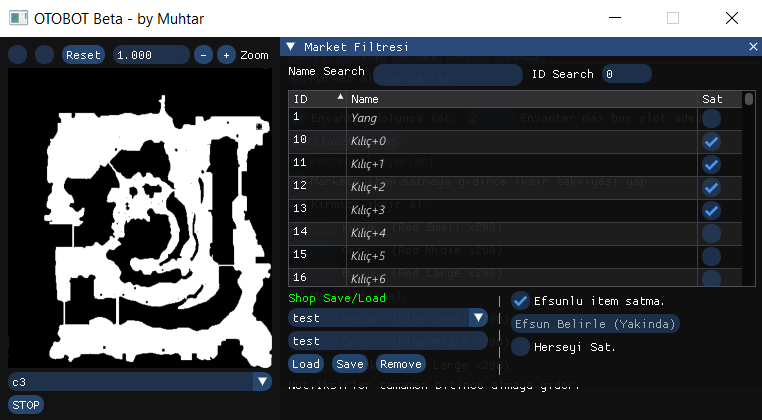 OTOBOT Beta - by Muhtar
Reset 1.000 - + Zoom
c3
STOP
Market Filtresi
Name Search ID Search 0
ID Name Sat
1 Yang
10 Kılıç+0
11 Kılıç+1
12 Kılıç+2
13 Kılıç+3
14 Kılıç+4
15 Kılıç+5
16 Kılıç+6
Shop Save/Load
test
test
Load Save Remove
Efsunlu item satma.
Efsun Belirle (Yakinda)
Herseyi Sat.